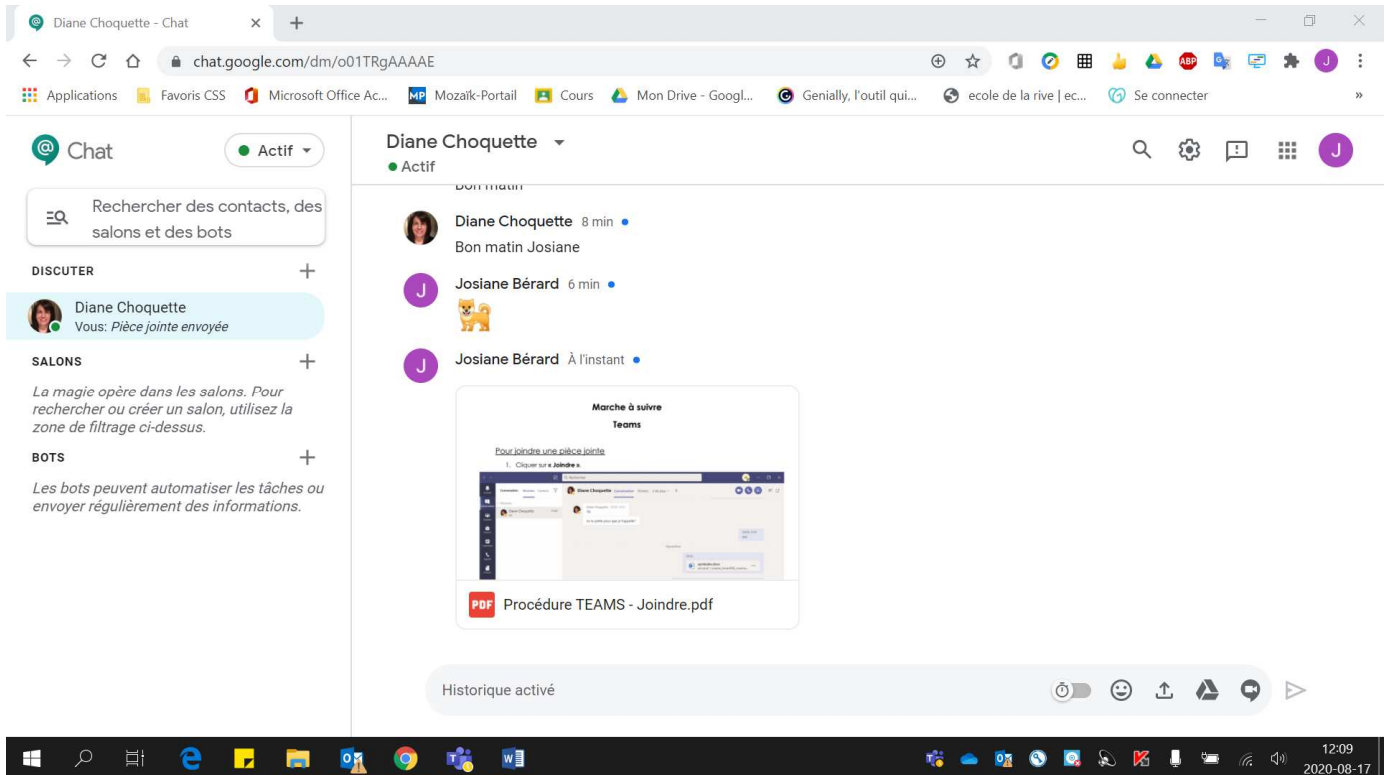 Diane Choquette - Chat
chat.google.com/dm/o01TRgAAAAE
ABP
J
Applications
Favoris CSS
Microsoft Office Ac...
MP
Mozaïk-Portail
Cours
Mon Drive - Googl...
Genially, l'outil qui...
ecole de la rive | ec...
Se connecter
»
Chat
Actif
Rechercher des contacts, des
salons et des bots
DISCUTER
Diane Choquette
Vous: Pièce jointe envoyée
SALONS
La magie opère dans les salons. Pour
rechercher ou créer un salon, utilisez la
zone de filtrage ci-dessus.
BOTS
Les bots peuvent automatiser les tâches ou
envoyer régulièrement des informations.
Diane Choquette
Actif
J
Bon matin
Diane Choquette 8 min
Bon matin Josiane
J
Josiane Bérard 6 min
J
Josiane Bérard À l'instant
Marche à suivre
Teams
Pour joindre une pièce jointe
1. Cliquer sur « Joindre ».
Diane Choquette
PDF
Procédure TEAMS - Joindre.pdf
Historique activé
12:09
2020-08-17